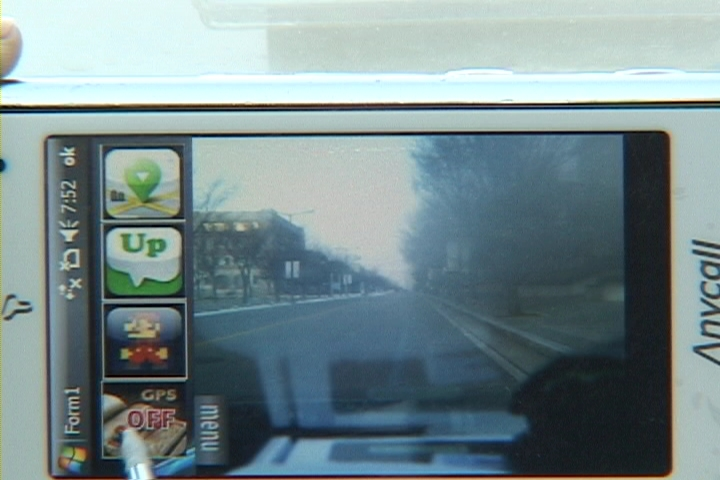 Form1
7:52
ok
Up
GPS
OFF
menu
Anycall